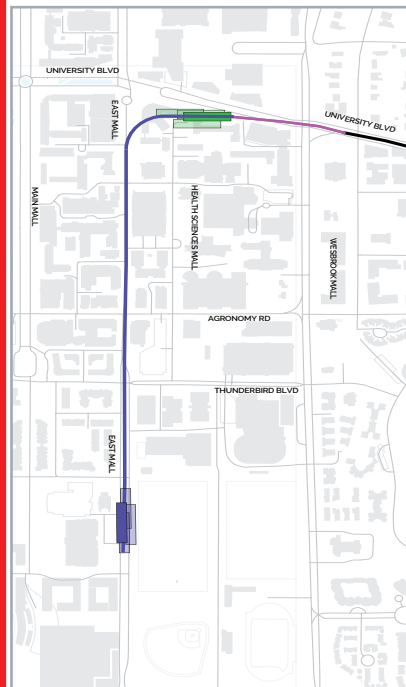 UNIVERSITY BLVD
EAST MALL
UNIVERSITY BLVD
MAIN MALL
HEALTH SCIENCES MALL
WESBROOK MALL
AGRONOMY RD
THUNDERBIRD BLVD
EAST MALL